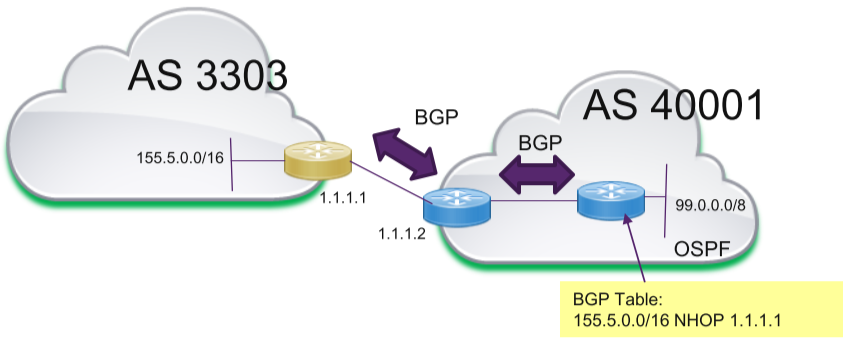 AS 3303
AS 40001
BGP
BGP
155.5.0.0/16
1.1.1.1
99.0.0.0/8
1.1.1.2
OSPF
BGP Table:
155.5.0.0/16 NHOP 1.1.1.1